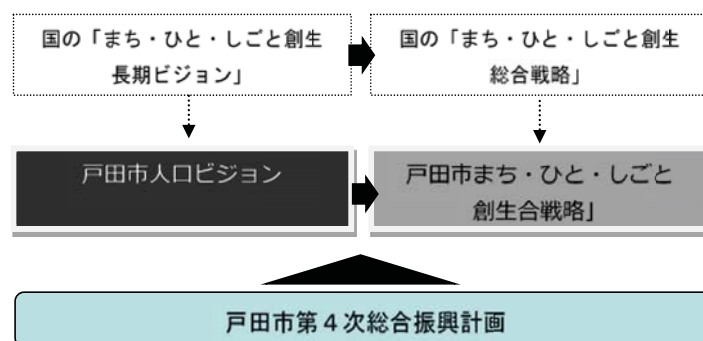 国の「まち・ひと・しごと創生
長期ビジョン」
国の「まち・ひと・しごと創生
総合戦略」
戸田市人口ビジョン
戸田市まち・ひと・しごと
創生合戦略」
戸田市第４次総合振興計画